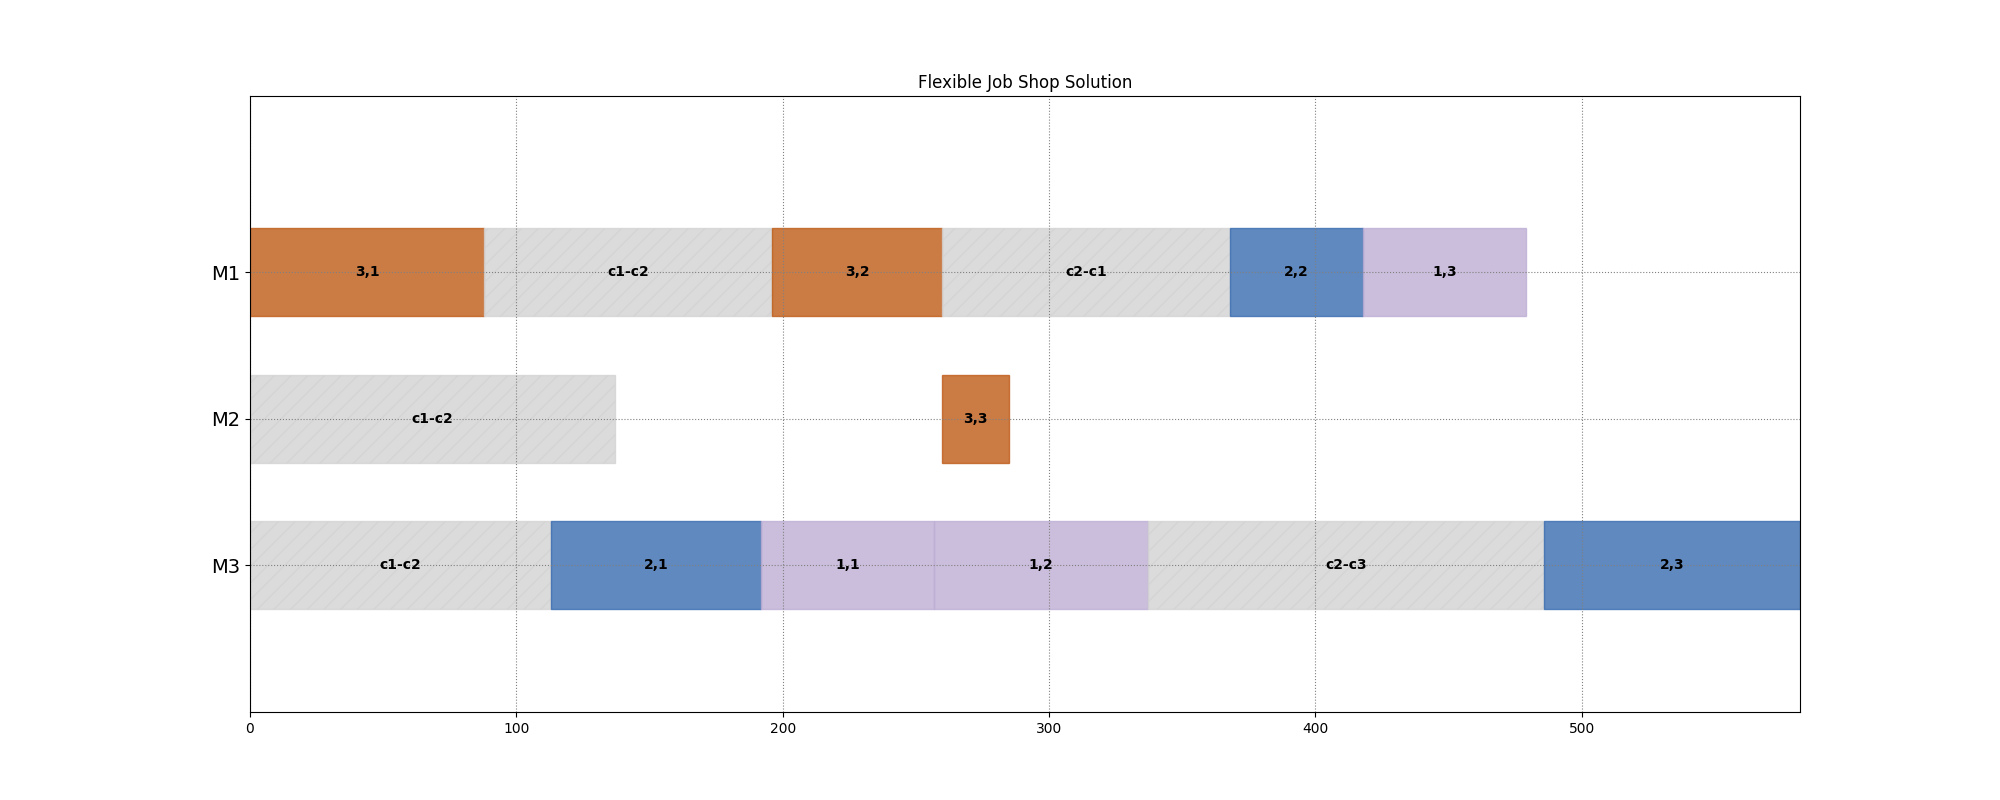 Flexible Job Shop Solution
M1 3,1 c1-c2 3,2 c2-c1 2,2 1,3
M2 c1-c2 3,3
M3 c1-c2 2,1 1,1 1,2 c2-c3 2,3
0 100 200 300 400 500